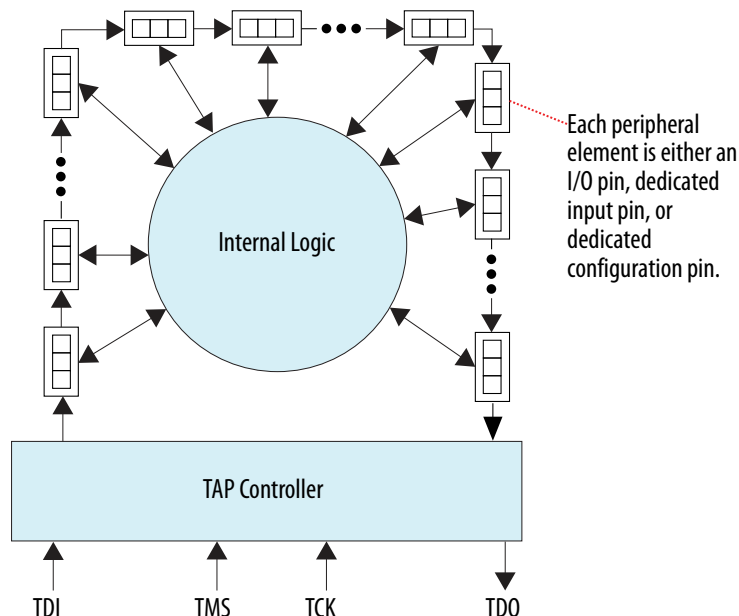 Each peripheral
element is either an
I/O pin, dedicated
input pin, or
dedicated
configuration pin.
Internal Logic
TAP Controller
TDI
TMS
TCK
TDO